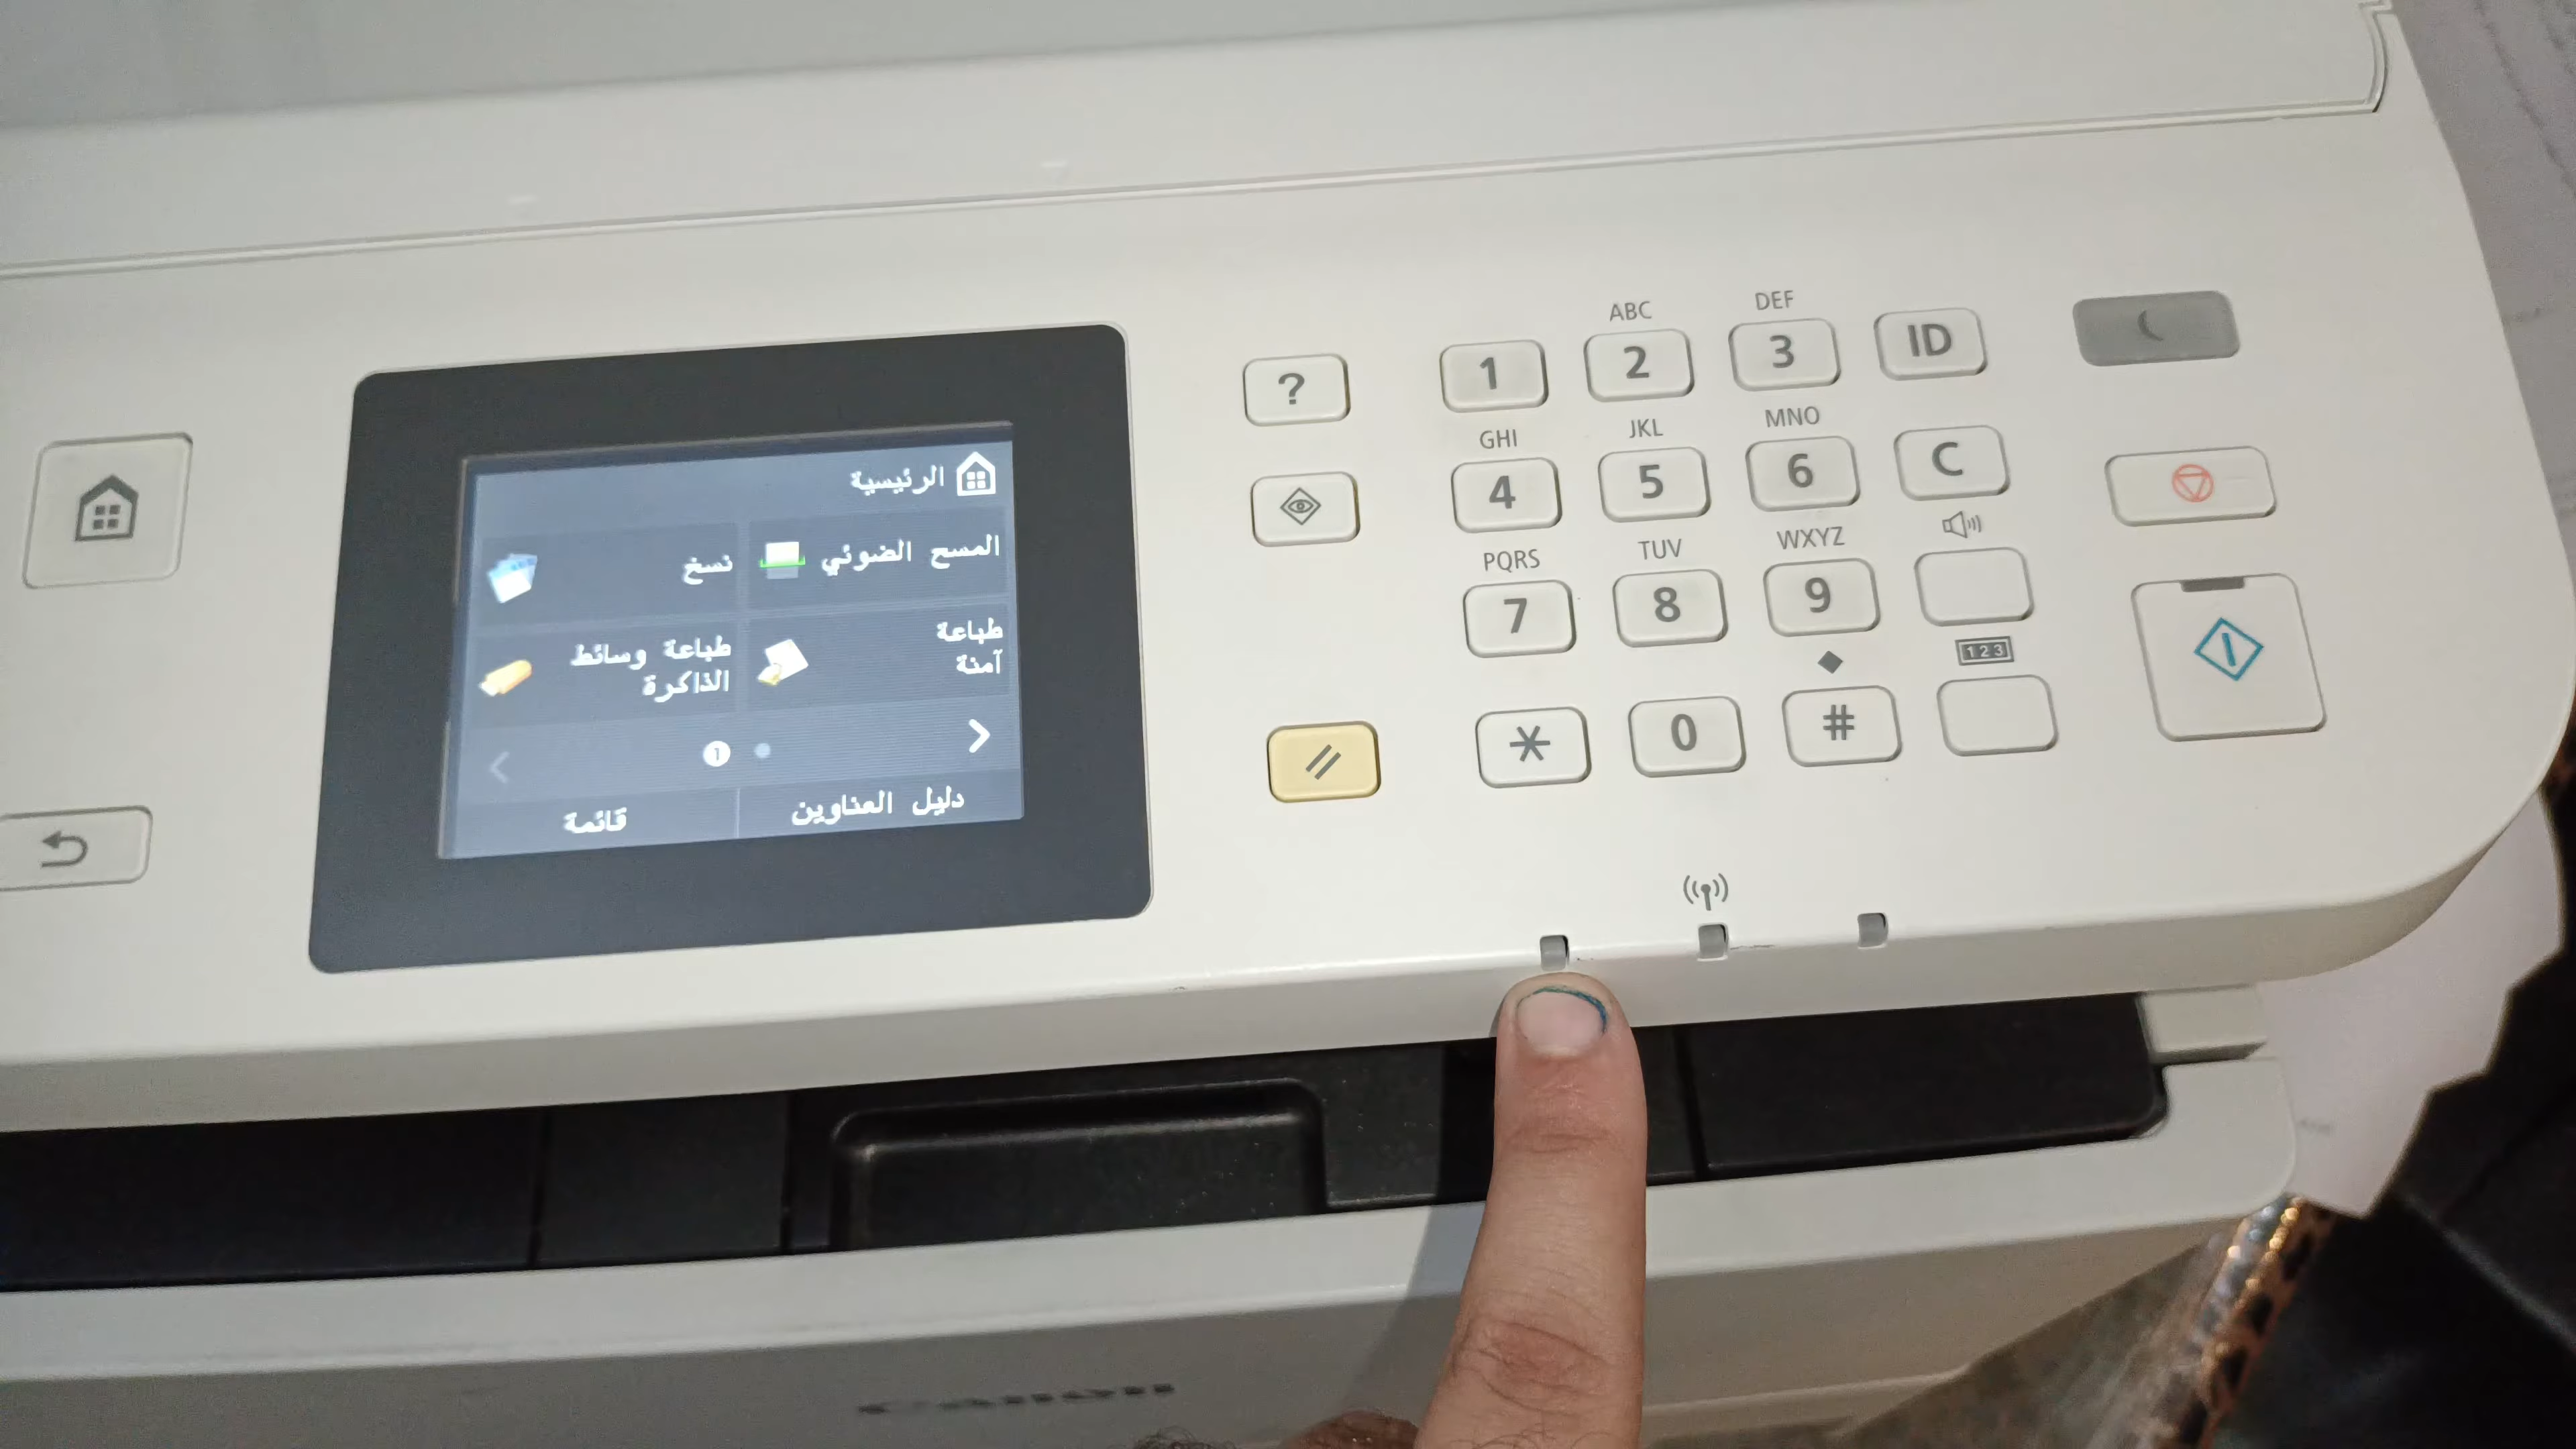 الرئيسية
المسح الضوئي
نسخ
طباعة
آمنة
طباعة وسائط
الذاكرة
1
دليل العناوين
قائمة
?
1
ABC
2
DEF
3
ID
GHI
4
JKL
5
MNO
6
C
PQRS
7
TUV
8
WXYZ
9
*
0
#
123
Canon